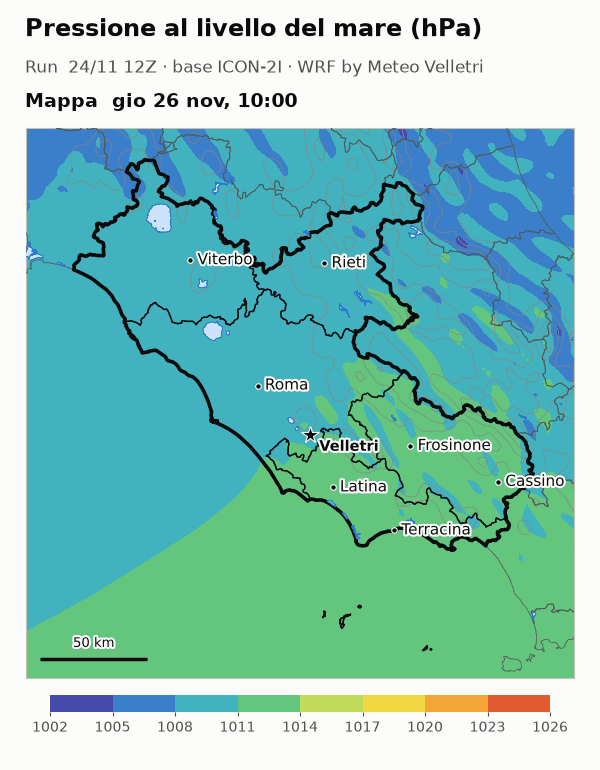 Pressione al livello del mare (hPa)
Run  24/11 12Z · base ICON-2I · WRF by Meteo Velletri
Mappa  gio 26 nov, 10:00
Viterbo
Rieti
Roma
Velletri
Frosinone
Latina
Cassino
Terracina
50 km
1002 1005 1008 1011 1014 1017 1020 1023 1026